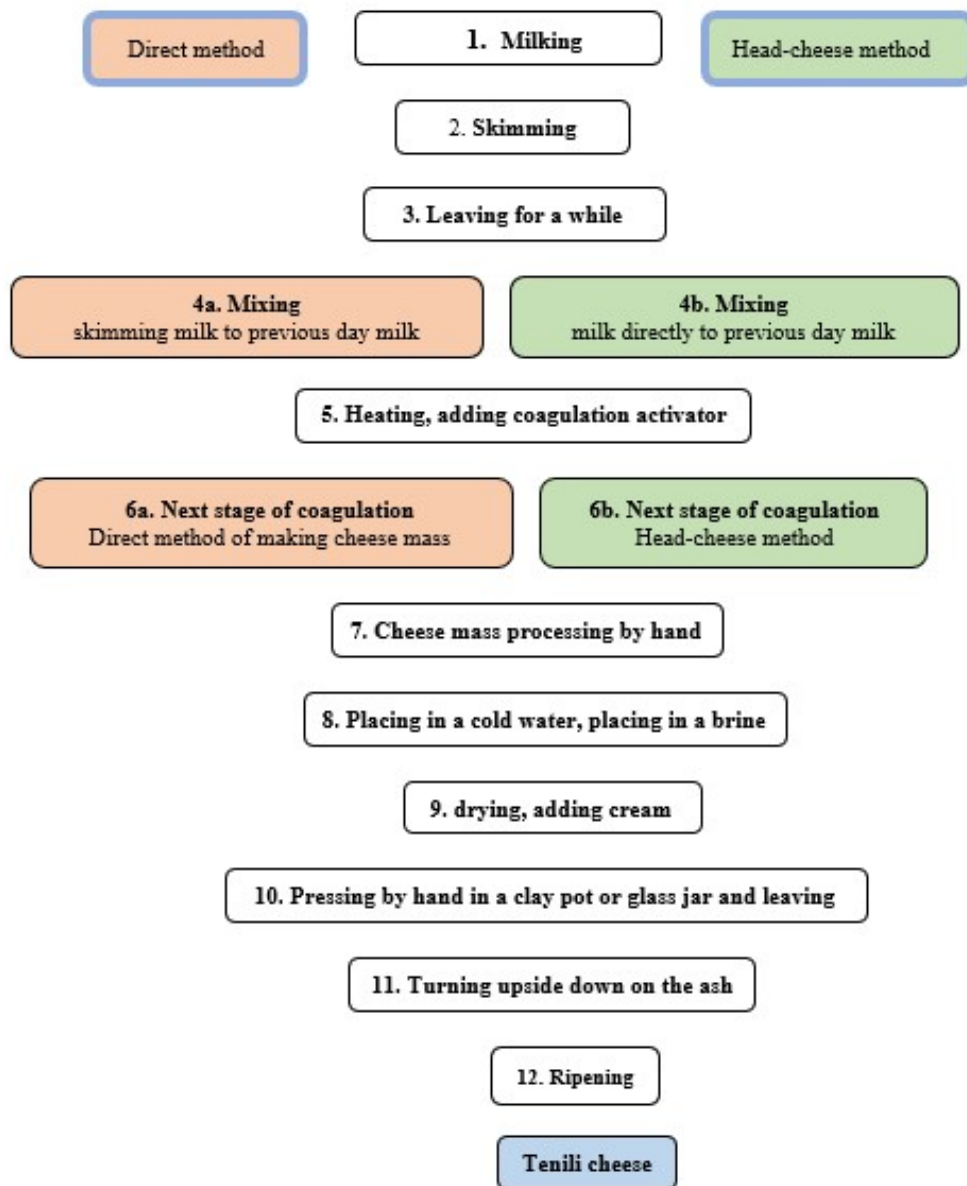 Direct method
1. Milking
Head-cheese method
2. Skimming
3. Leaving for a while
4a. Mixing
skimming milk to previous day milk
4b. Mixing
milk directly to previous day milk
5. Heating, adding coagulation activator
6a. Next stage of coagulation
Direct method of making cheese mass
6b. Next stage of coagulation
Head-cheese method
7. Cheese mass processing by hand
8. Placing in a cold water, placing in a brine
9. drying, adding cream
10. Pressing by hand in a clay pot or glass jar and leaving
11. Turning upside down on the ash
12. Ripening
Tenili cheese